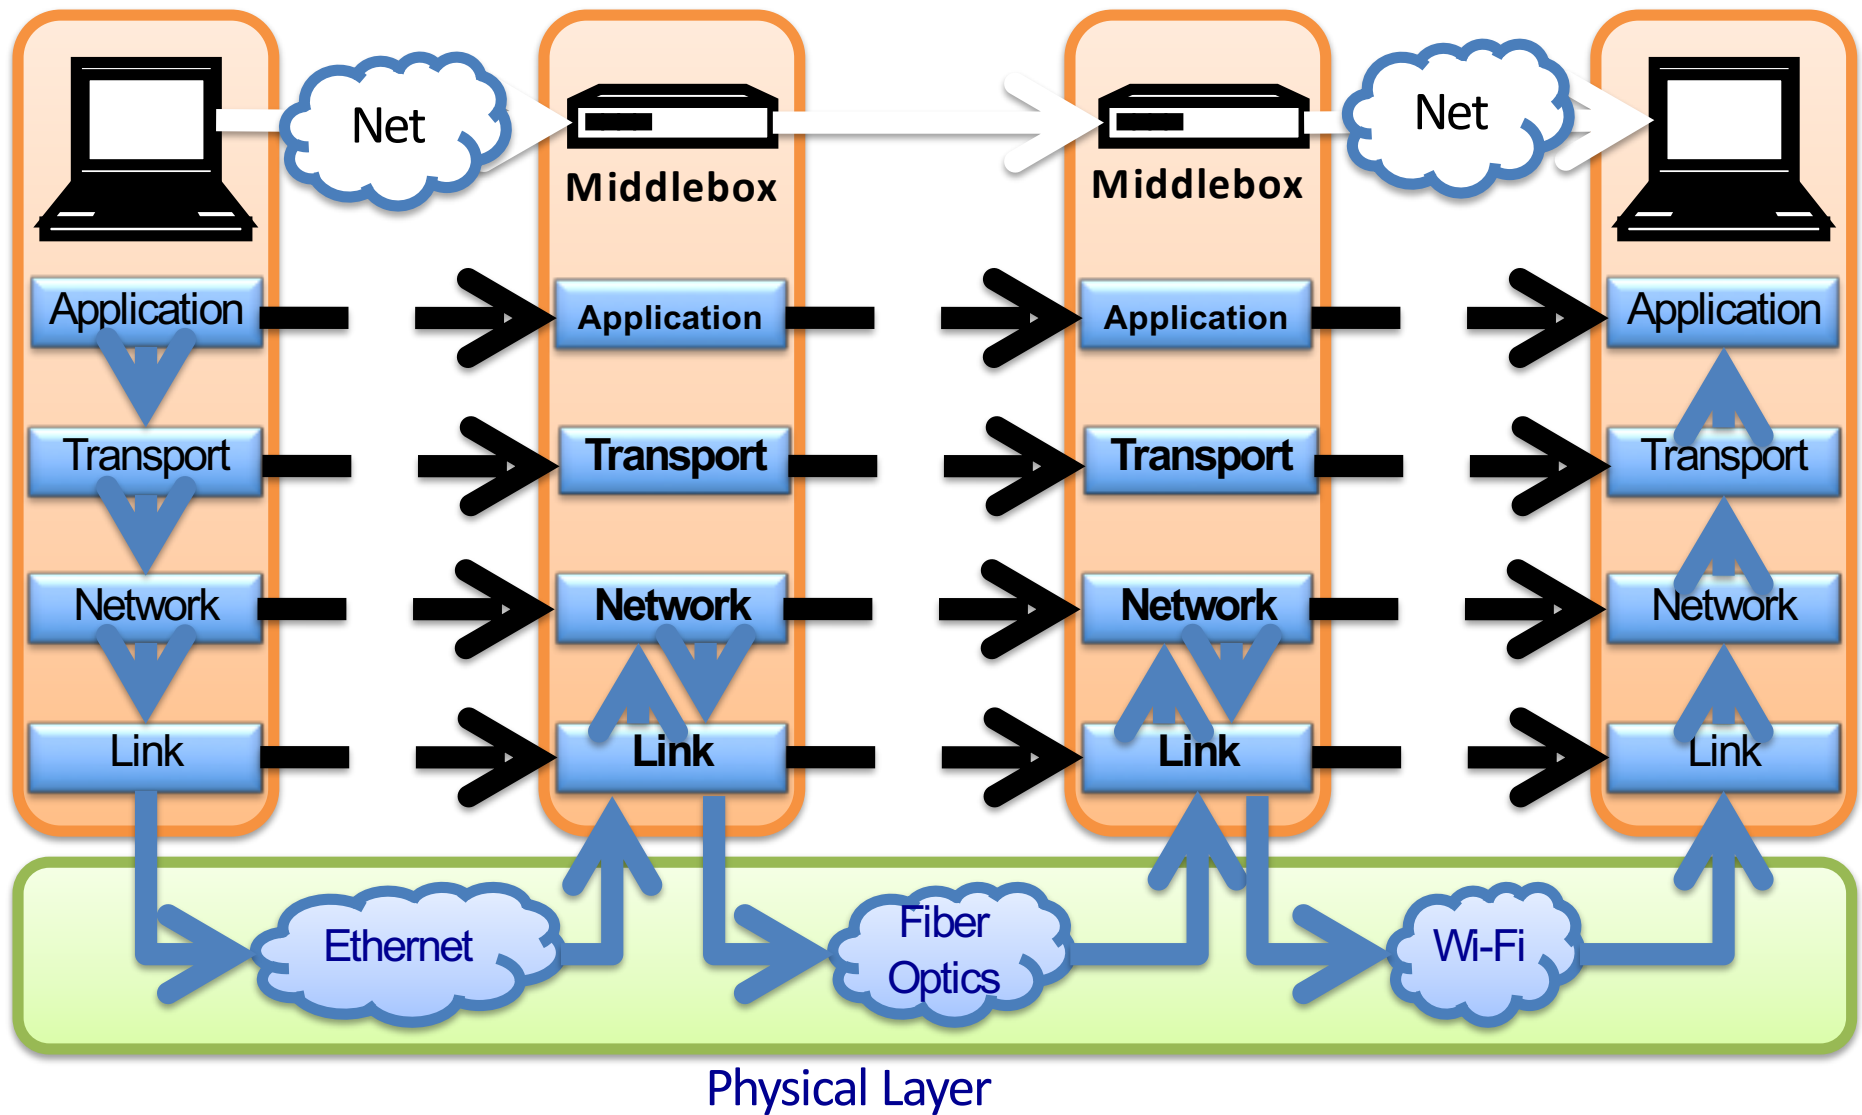 Net
Net
Middlebox
Middlebox
Application
Application
Application
Application
Transport
Transport
Transport
Transport
Network
Network
Network
Network
Link
Link
Link
Link
Ethernet
Fiber
Optics
Wi-Fi
Physical Layer